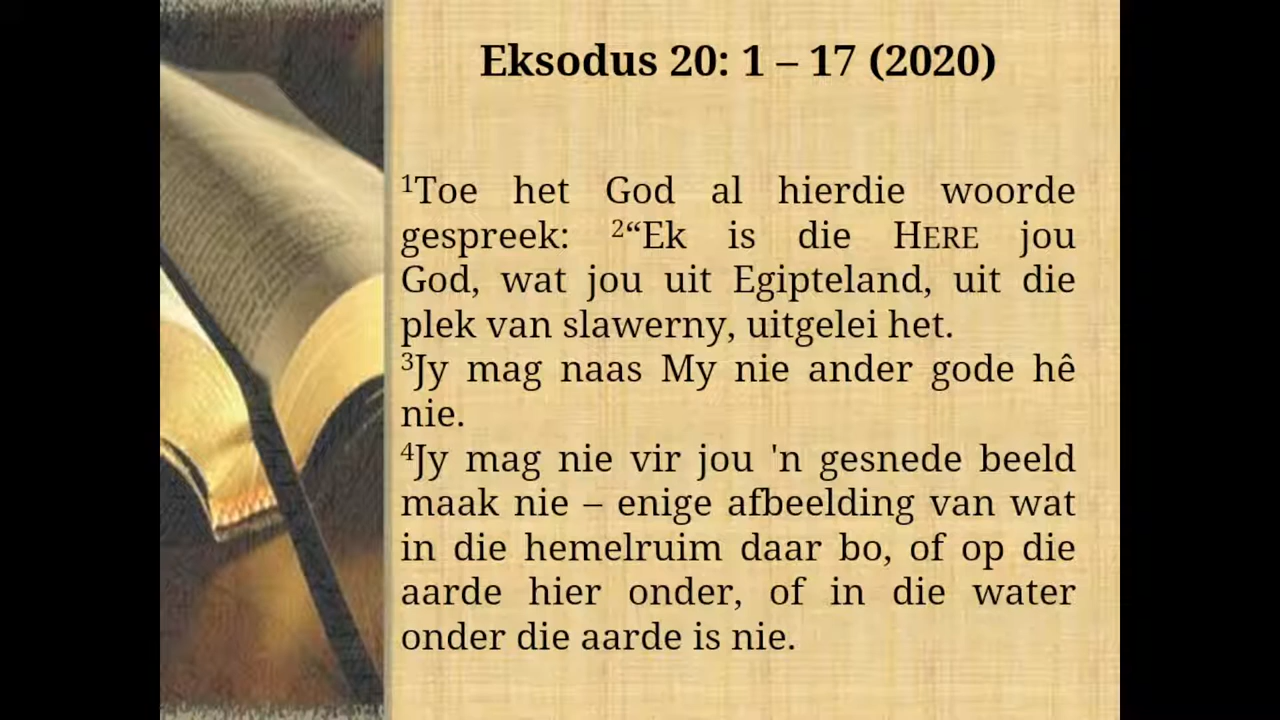 Eksodus 20: 1 – 17 (2020)
¹Toe het God al hierdie woorde
gespreek: ²“Ek is die HERE jou
God, wat jou uit Egipteland, uit die
plek van slawerny, uitgelei het.
³Jy mag naas My nie ander gode hê
nie.
⁴Jy mag nie vir jou 'n gesnede beeld
maak nie – enige afbeelding van wat
in die hemelruim daar bo, of op die
aarde hier onder, of in die water
onder die aarde is nie.